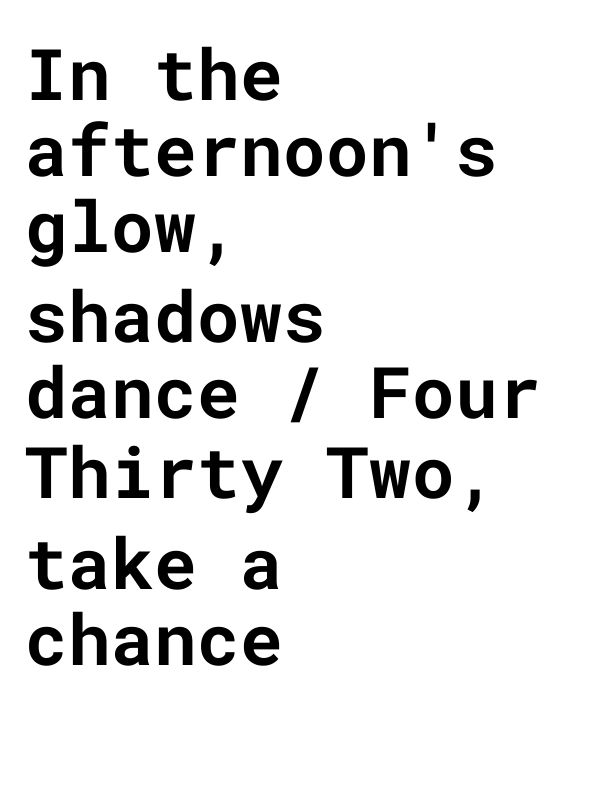 In the
afternoon's
glow,
shadows
dance / Four
Thirty Two,
take a
chance